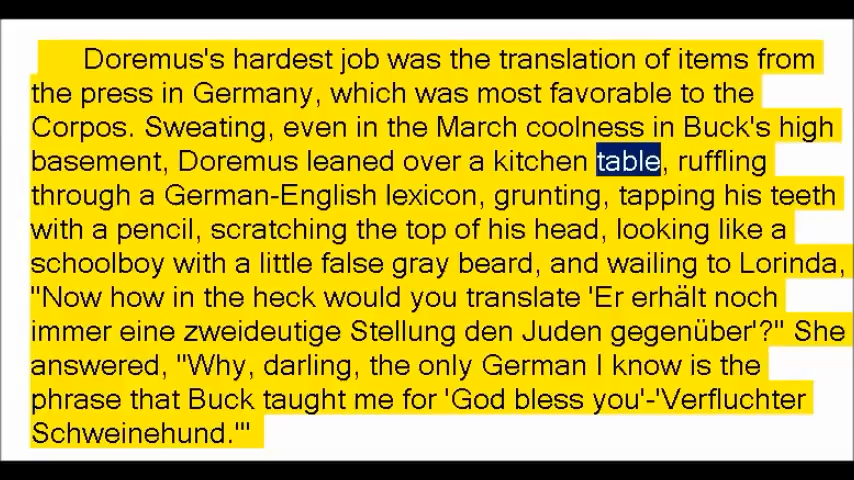 Doremus's hardest job was the translation of items from
the press in Germany, which was most favorable to the
Corpos. Sweating, even in the March coolness in Buck's high
basement, Doremus leaned over a kitchen table, ruffling
through a German-English lexicon, grunting, tapping his teeth
with a pencil, scratching the top of his head, looking like a
schoolboy with a little false gray beard, and wailing to Lorinda,
"Now how in the heck would you translate 'Er erhält noch
immer eine zweideutige Stellung den Juden gegenüber'?" She
answered, "Why, darling, the only German I know is the
phrase that Buck taught me for 'God bless you'-'Verfluchter
Schweinehund.'"